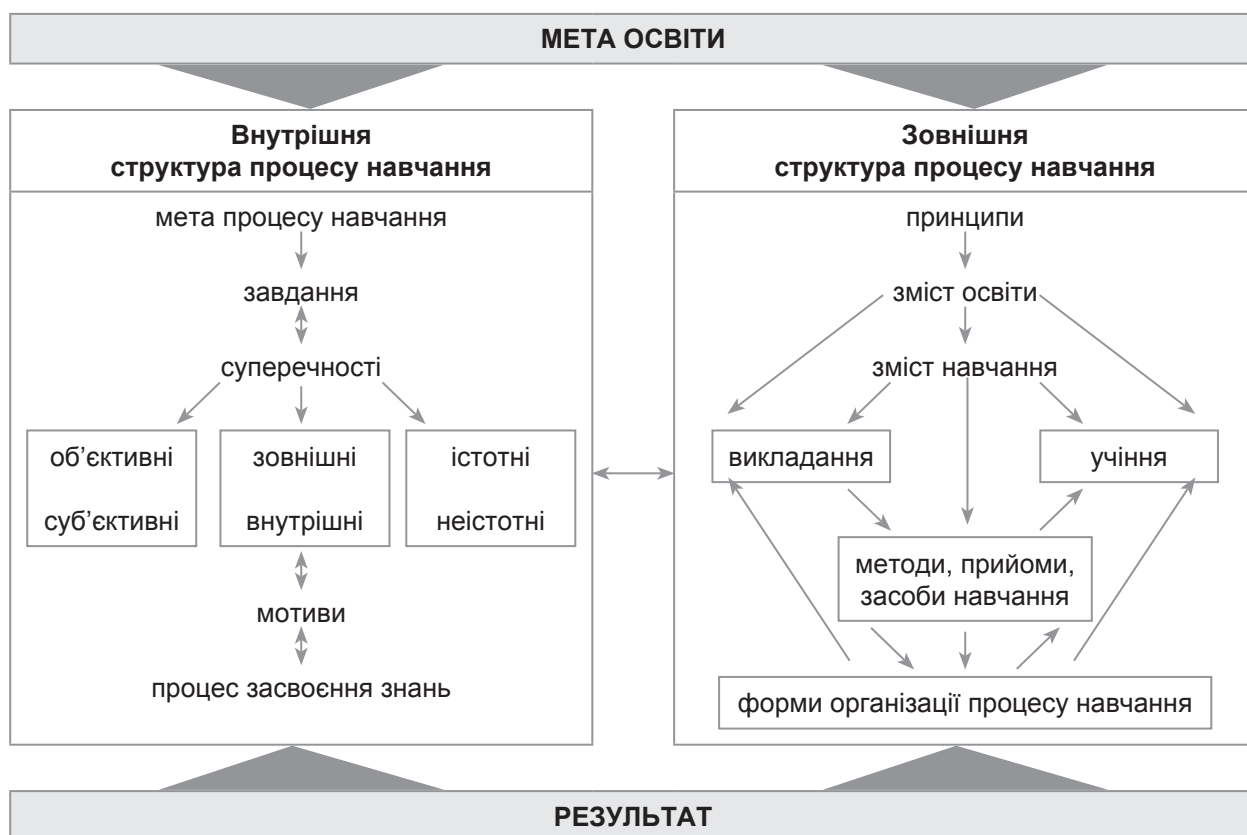 МЕТА ОСВІТИ
Внутрішня
структура процесу навчання
мета процесу навчання
завдання
суперечності
об’єктивні
суб’єктивні
зовнішні
внутрішні
істотні
неістотні
мотиви
процес засвоєння знань
Зовнішня
структура процесу навчання
принципи
зміст освіти
зміст навчання
викладання
учіння
методи, прийоми,
засоби навчання
форми організації процесу навчання
РЕЗУЛЬТАТ